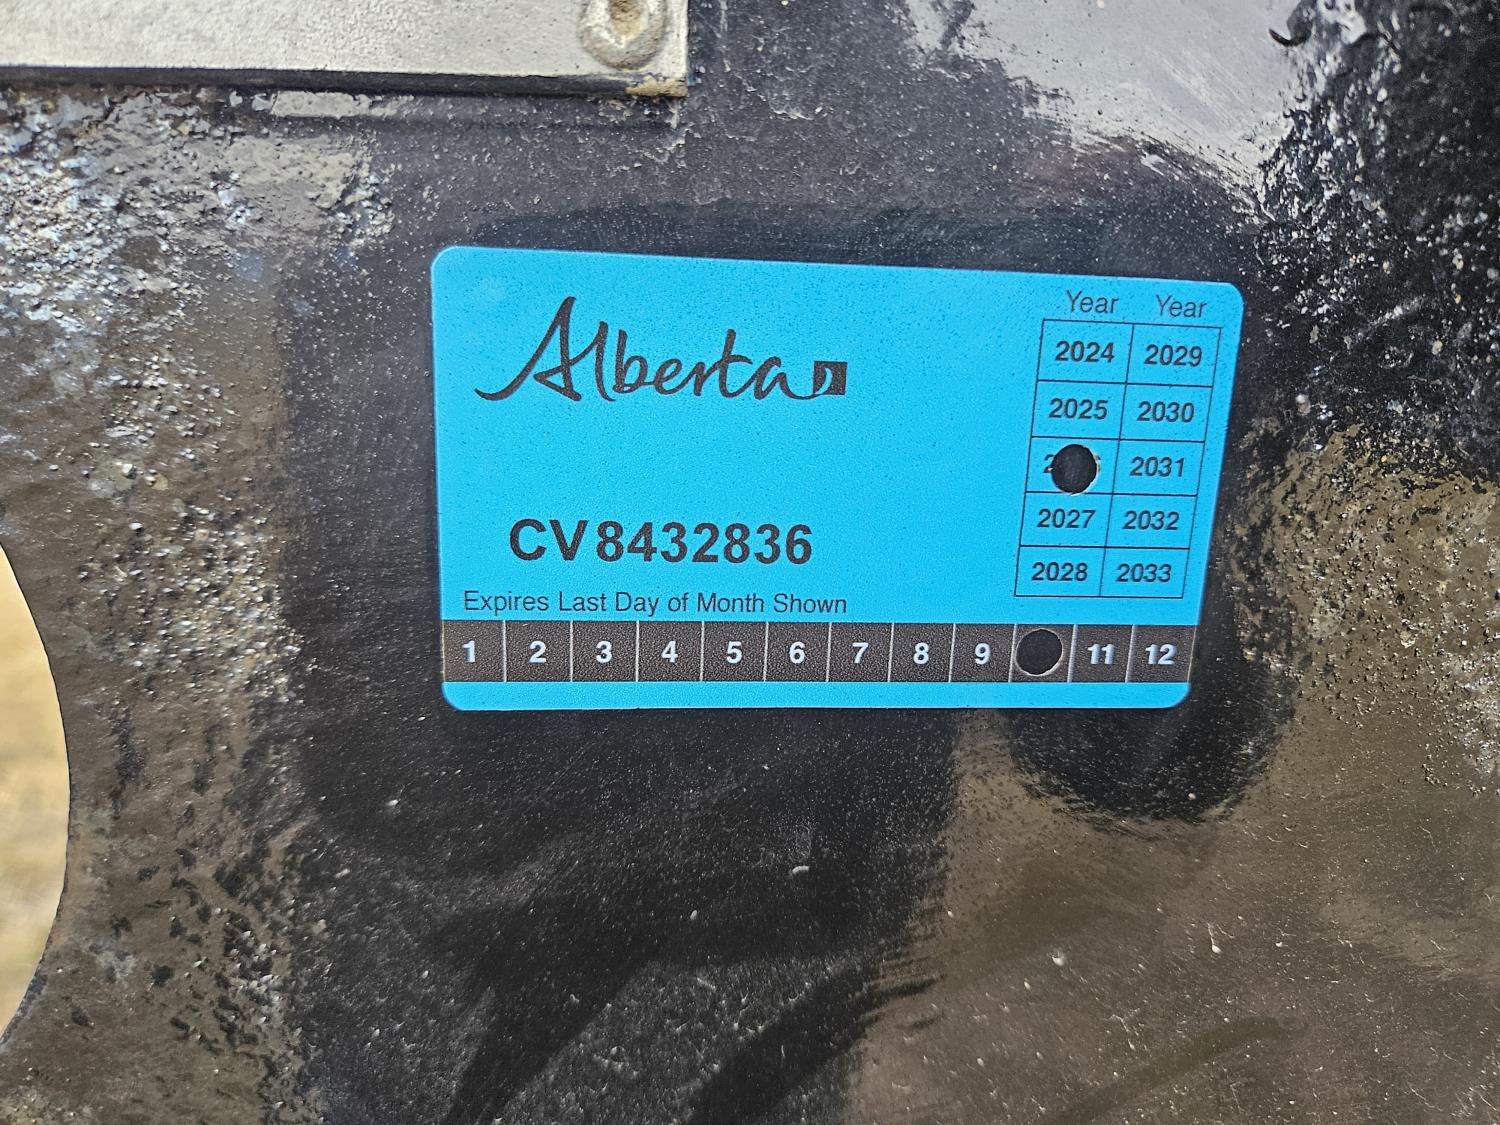 Alberta
Year Year
2024 2029
2025 2030
2031
2027 2032
2028 2033
CV8432836
Expires Last Day of Month Shown
1 2 3 4 5 6 7 8 9 11 12